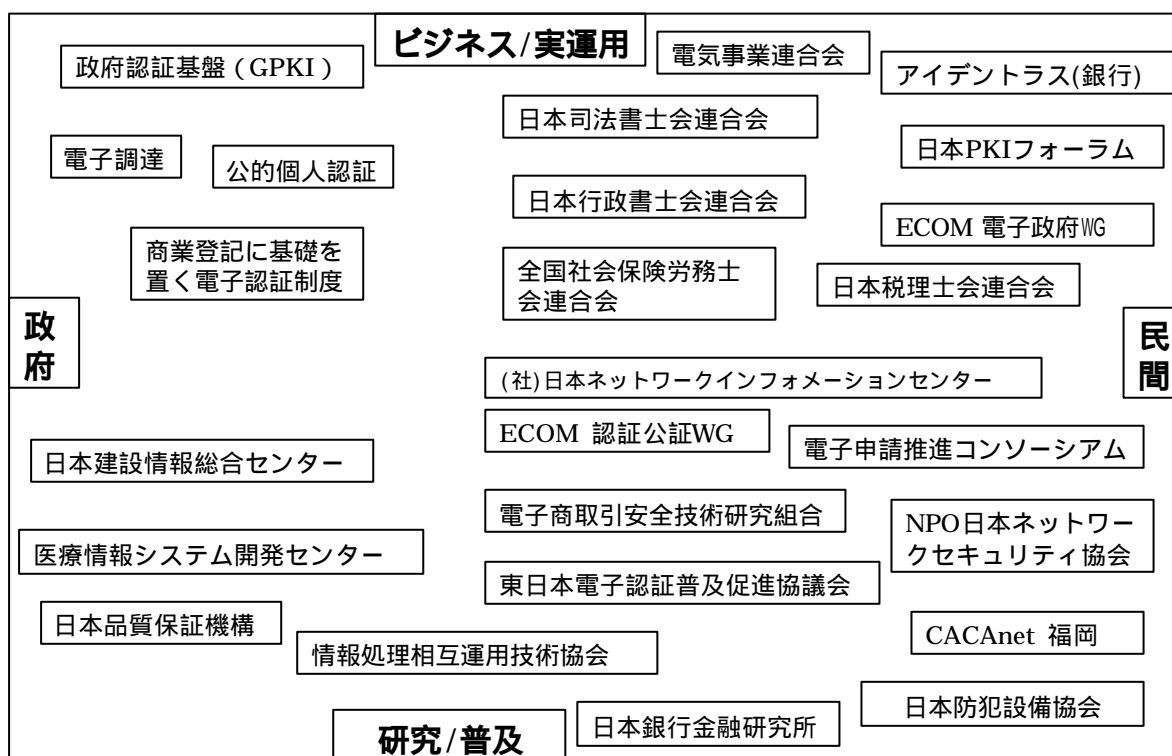 ビジネス/実運用
政府認証基盤（GPKI）
電気事業連合会
アイデントラス(銀行)
日本司法書士会連合会
電子調達
公的個人認証
日本PKIフォーラム
日本行政書士会連合会
ECOM 電子政府WG
商業登記に基礎を
置く電子認証制度
全国社会保険労務士
会連合会
日本税理士会連合会
政
府
民
間
(社)日本ネットワークインフォメーションセンター
ECOM 認証公証WG
日本建設情報総合センター
電子申請推進コンソーシアム
電子商取引安全技術研究組合
NPO日本ネットワー
クセキュリティ協会
医療情報システム開発センター
東日本電子認証普及促進協議会
日本品質保証機構
CACAnet 福岡
情報処理相互運用技術協会
日本防犯設備協会
研究/普及
日本銀行金融研究所